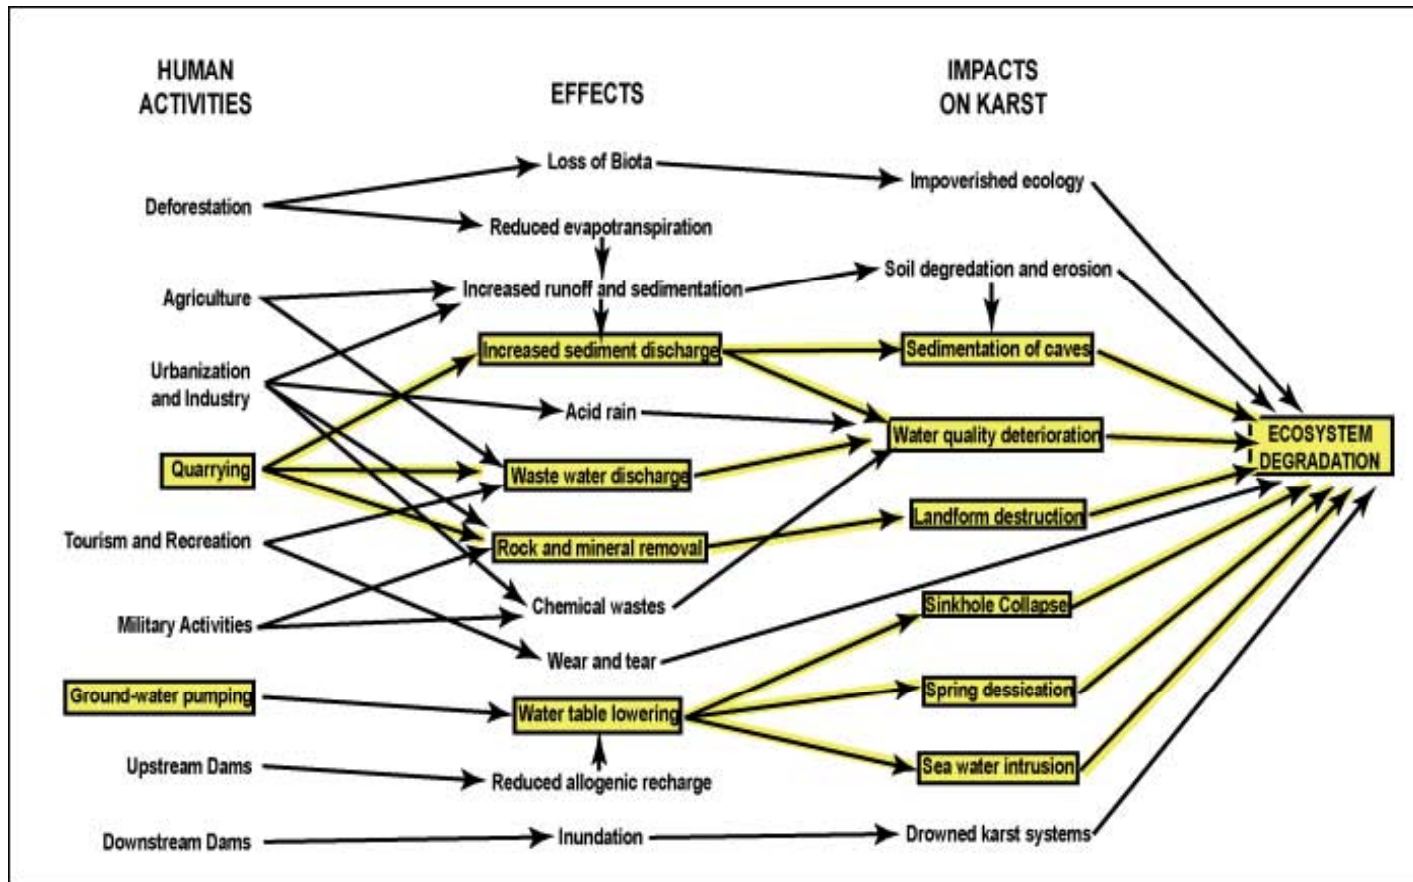 HUMAN
ACTIVITIES
EFFECTS
IMPACTS
ON KARST
Deforestation
Agriculture
Urbanization
and Industry
Quarrying
Tourism and Recreation
Military Activities
Ground-water pumping
Upstream Dams
Downstream Dams
Loss of Biota
Reduced evapotranspiration
Increased runoff and sedimentation
Increased sediment discharge
Acid rain
Waste water discharge
Rock and mineral removal
Chemical wastes
Wear and tear
Water table lowering
Reduced allogenic recharge
Inundation
Impoverished ecology
Soil degredation and erosion
Sedimentation of caves
Water quality deterioration
Landform destruction
Sinkhole Collapse
Spring dessication
Sea water intrusion
Drowned karst systems
ECOSYSTEM
DEGRADATION